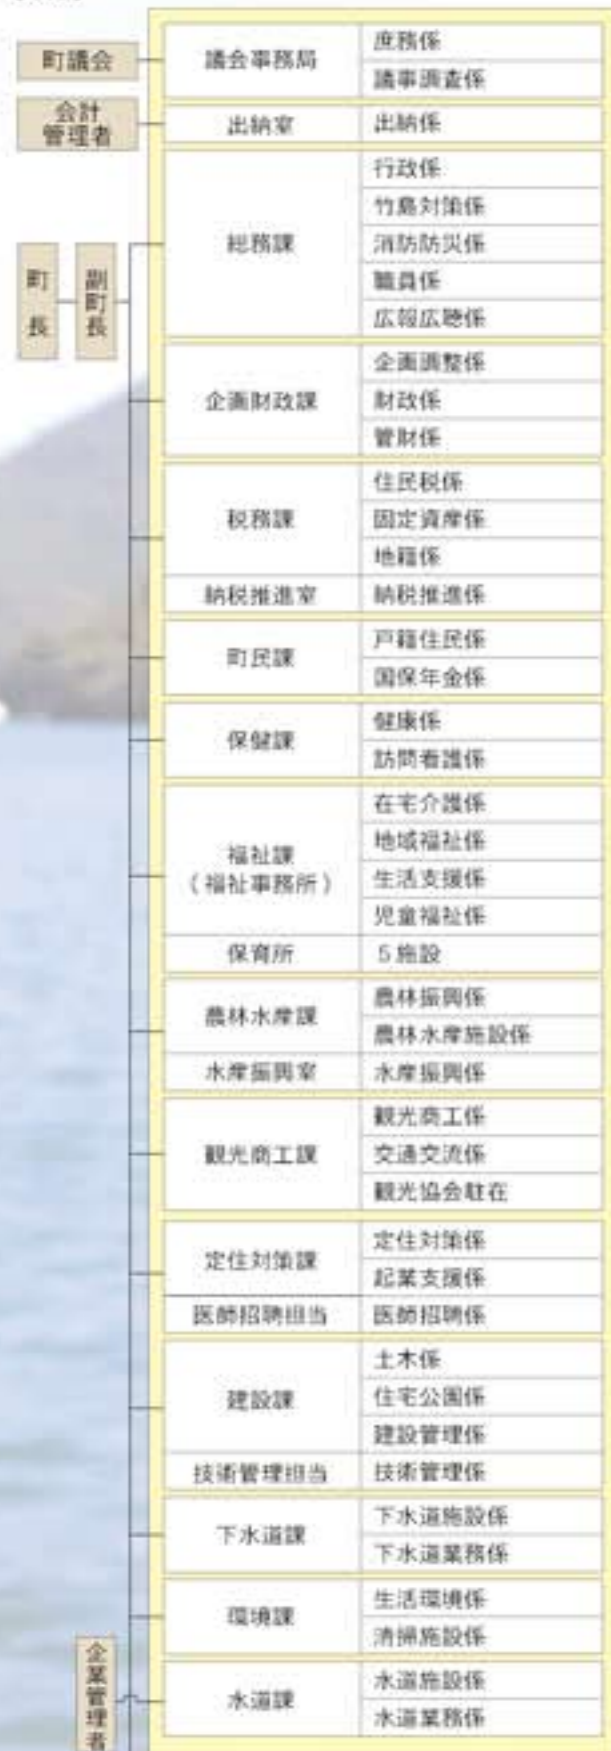 町議会
議会事務局
庶務係
議事調査係
会計
管理者
出納室
出納係
町長
副町長
総務課
行政係
竹島対策係
消防防災係
職員係
広報広聴係
企画財政課
企画調整係
財政係
管財係
税務課
住民税係
固定資産係
地籍係
納税推進室
納税推進係
町民課
戸籍住民係
国保年金係
保健課
健康係
訪問看護係
福祉課
(福祉事務所)
在宅介護係
地域福祉係
生活支援係
児童福祉係
保育所
5施設
農林水産課
農林振興係
農林水産施設係
水産振興室
水産振興係
観光商工課
観光商工係
交通交流係
観光協会駐在
定住対策課
定住対策係
起業支援係
医師招聘担当
医師招聘係
建設課
土木係
住宅公園係
建設管理係
技術管理担当
技術管理係
下水道課
下水道施設係
下水道業務係
環境課
生活環境係
清掃施設係
企業管理者
水道課
水道施設係
水道業務係